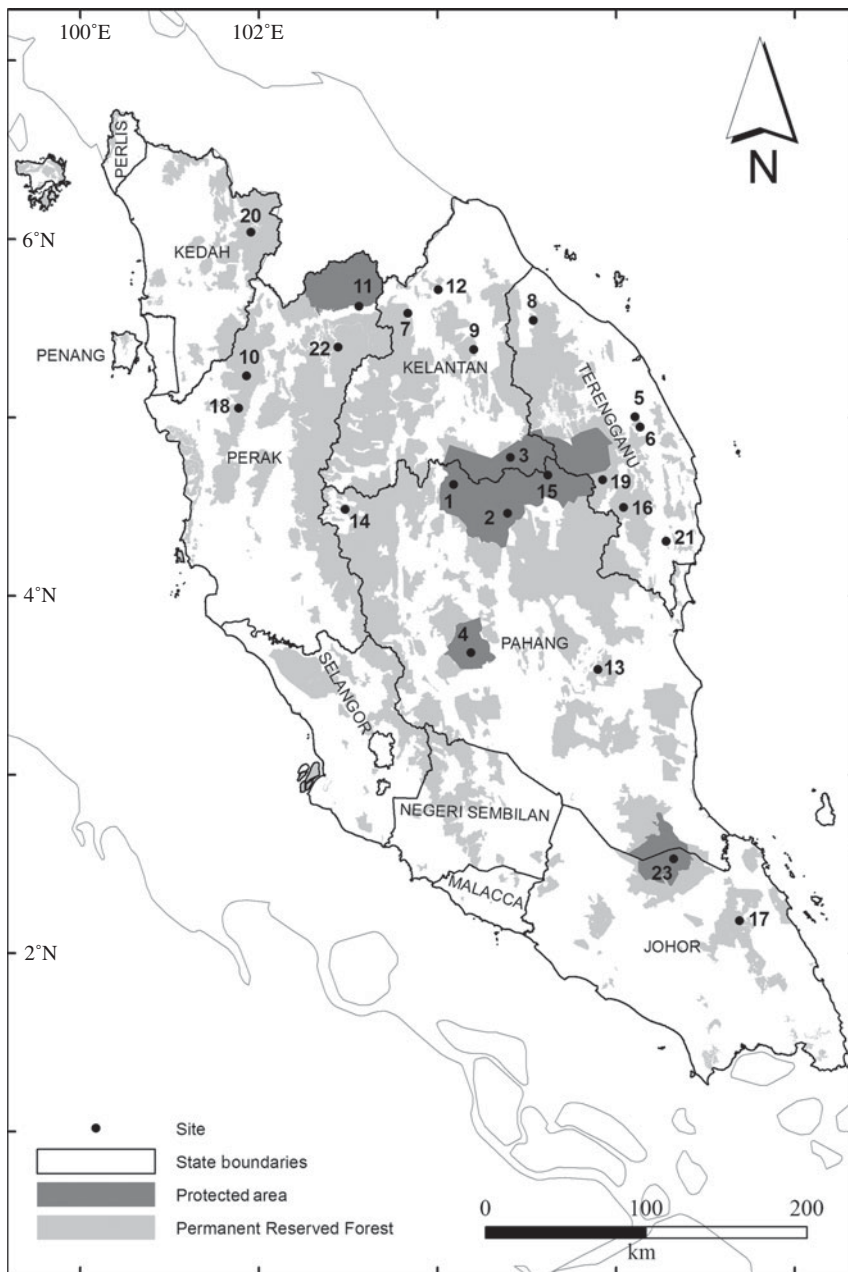 100˚E 102˚E
PERLIS
N
20
6˚N
KEDAH
11
12
8
7
9
PENANG
22
KELANTAN
10
TERENGGANU
18
5
6
PERAK
3
1
15
19
2
16
14
21
4˚N
4
PAHANG
13
SELANGOR
NEGERI SEMBILAN
MALACCA
23
17
2˚N
JOHOR
Site
State boundaries
Protected area
Permanent Reserved Forest
0 100 200
km